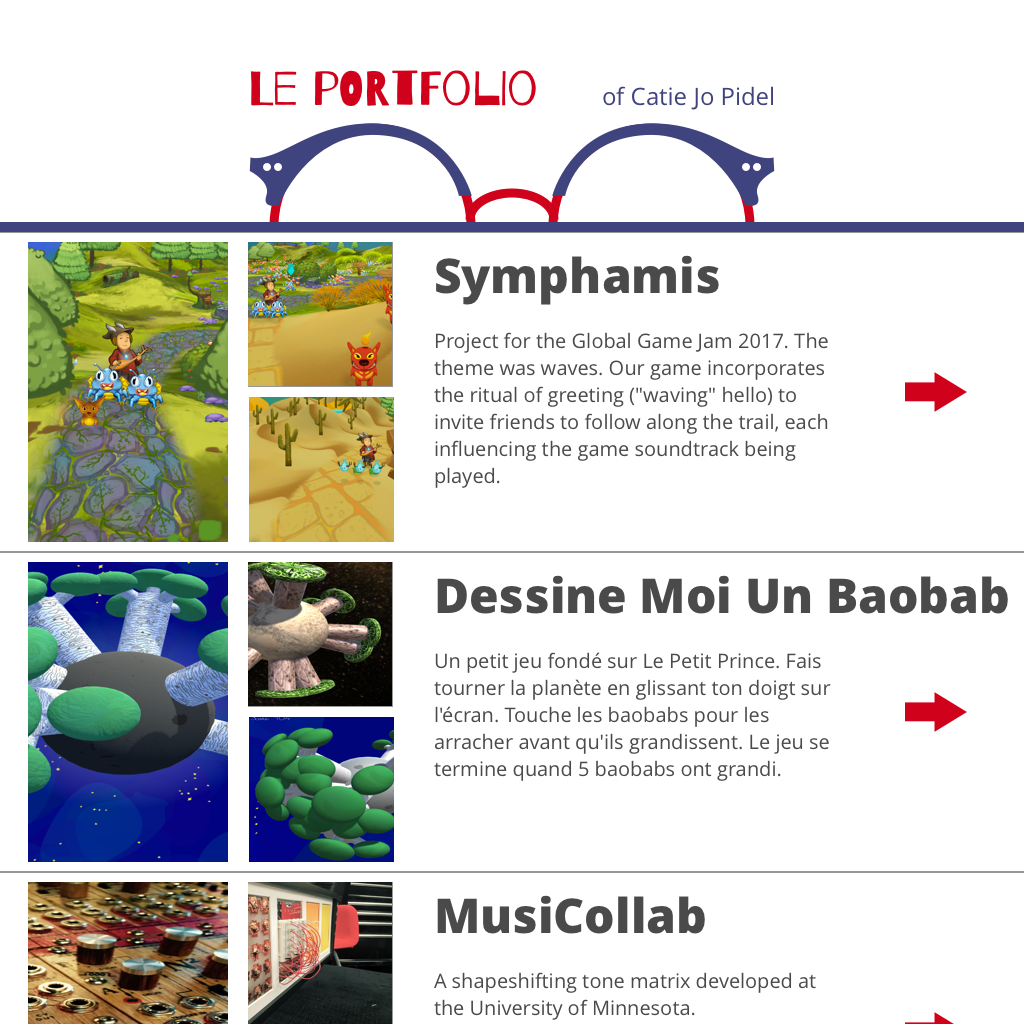 LE PORTFOLIO of Catie Jo Pidel
Symphamis
Project for the Global Game Jam 2017. The
theme was waves. Our game incorporates
the ritual of greeting ("waving" hello) to
invite friends to follow along the trail, each
influencing the game soundtrack being
played.
Dessine Moi Un Baobab
Un petit jeu fondé sur Le Petit Prince. Fais
tourner la planète en glissant ton doigt sur
l'écran. Touche les baobabs pour les
arracher avant qu'ils grandissent. Le jeu se
termine quand 5 baobabs ont grandi.
MusiCollab
A shapeshifting tone matrix developed at
the University of Minnesota.